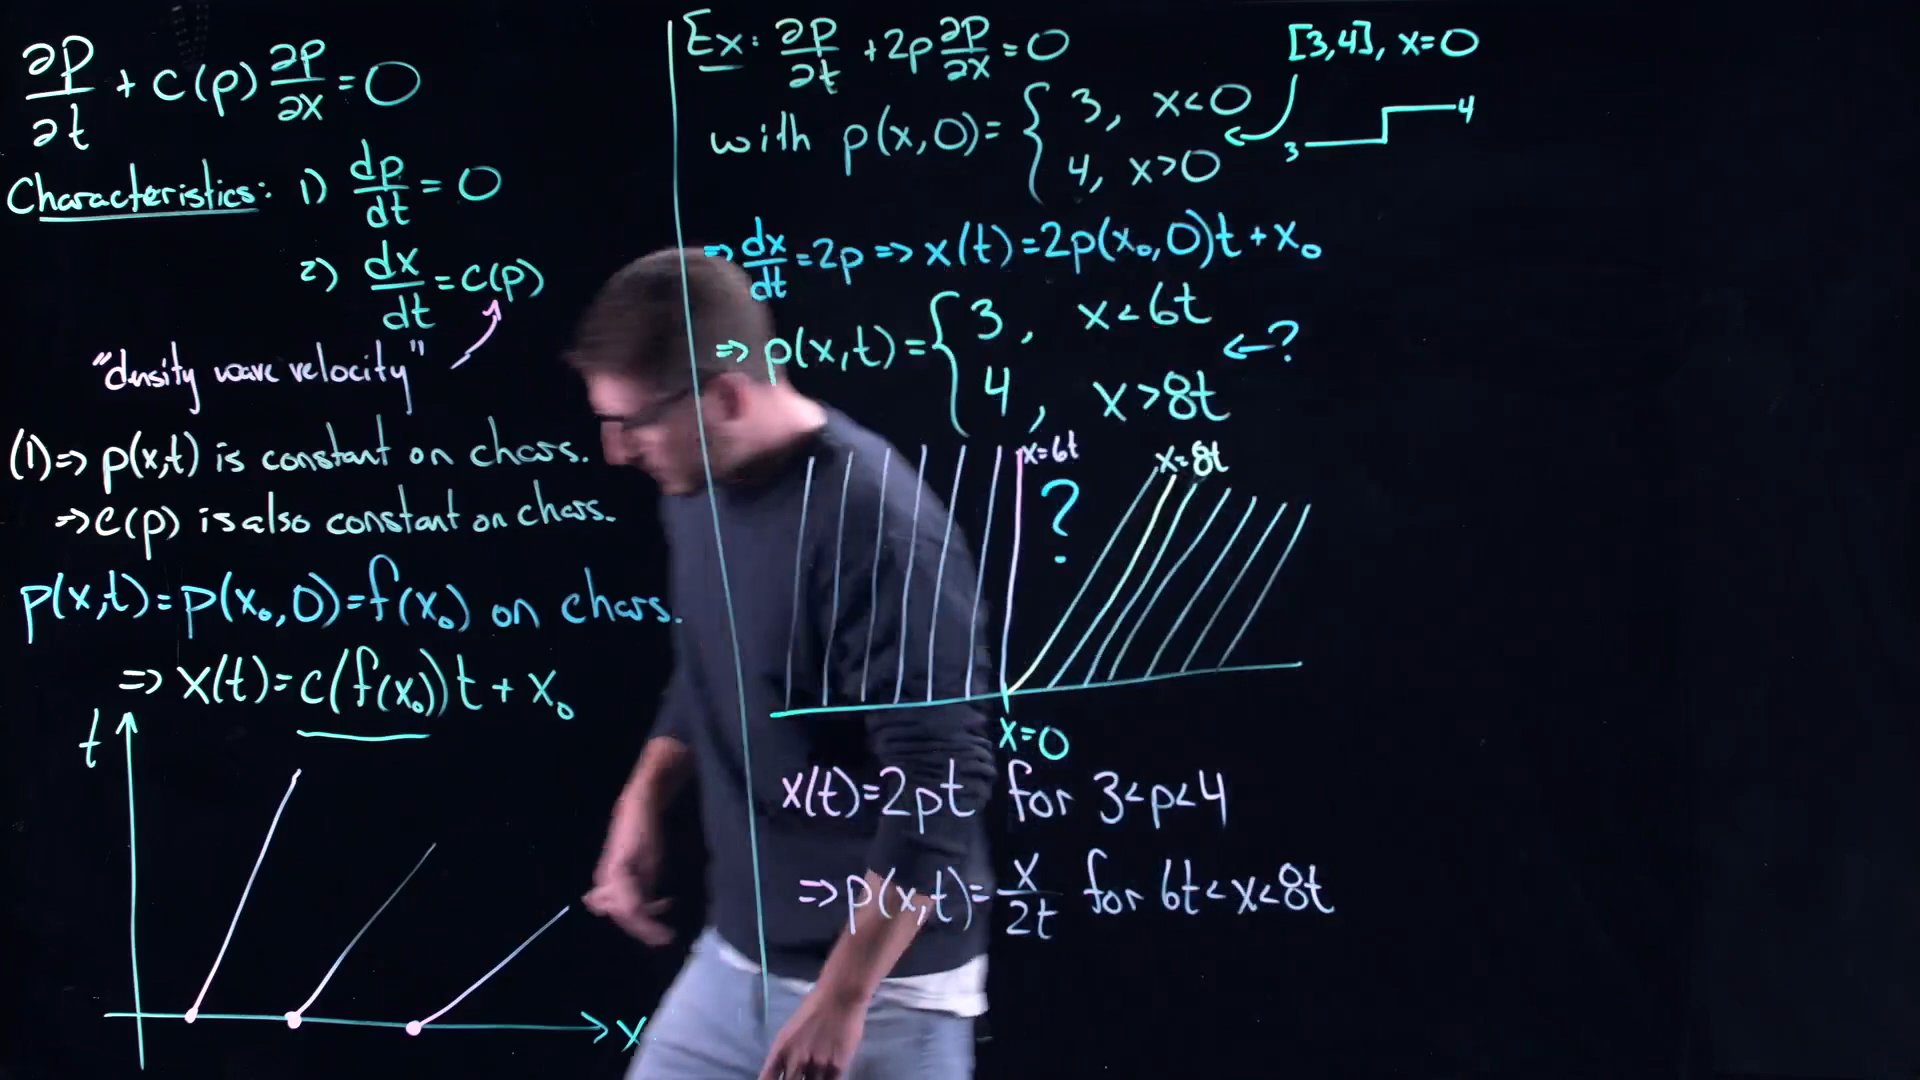 ∂p/∂t + c(p) ∂p/∂x = 0
Characteristics: 1) dp/dt = 0
2) dx/dt = c(p)
"density wave velocity"
(1) => p(x,t) is constant on chars.
=> c(p) is also constant on chars.
p(x,t) = p(x₀,0) = f(x₀) on chars.
=> x(t) = c(f(x₀))t + x₀
t
x
Ex: ∂p/∂t + 2p ∂p/∂x = 0
[3,4], x=0
with p(x,0) = { 3, x<0
4, x>0
3 4
=> dx/dt = 2p => x(t) = 2p(x₀,0)t + x₀
=> p(x,t) = { 3, x<6t
4, x>8t
<-?
x=6t
x=8t
?
x=0
x(t) = 2pt for 3<p<4
=> p(x,t) = x/2t for 6t<x<8t